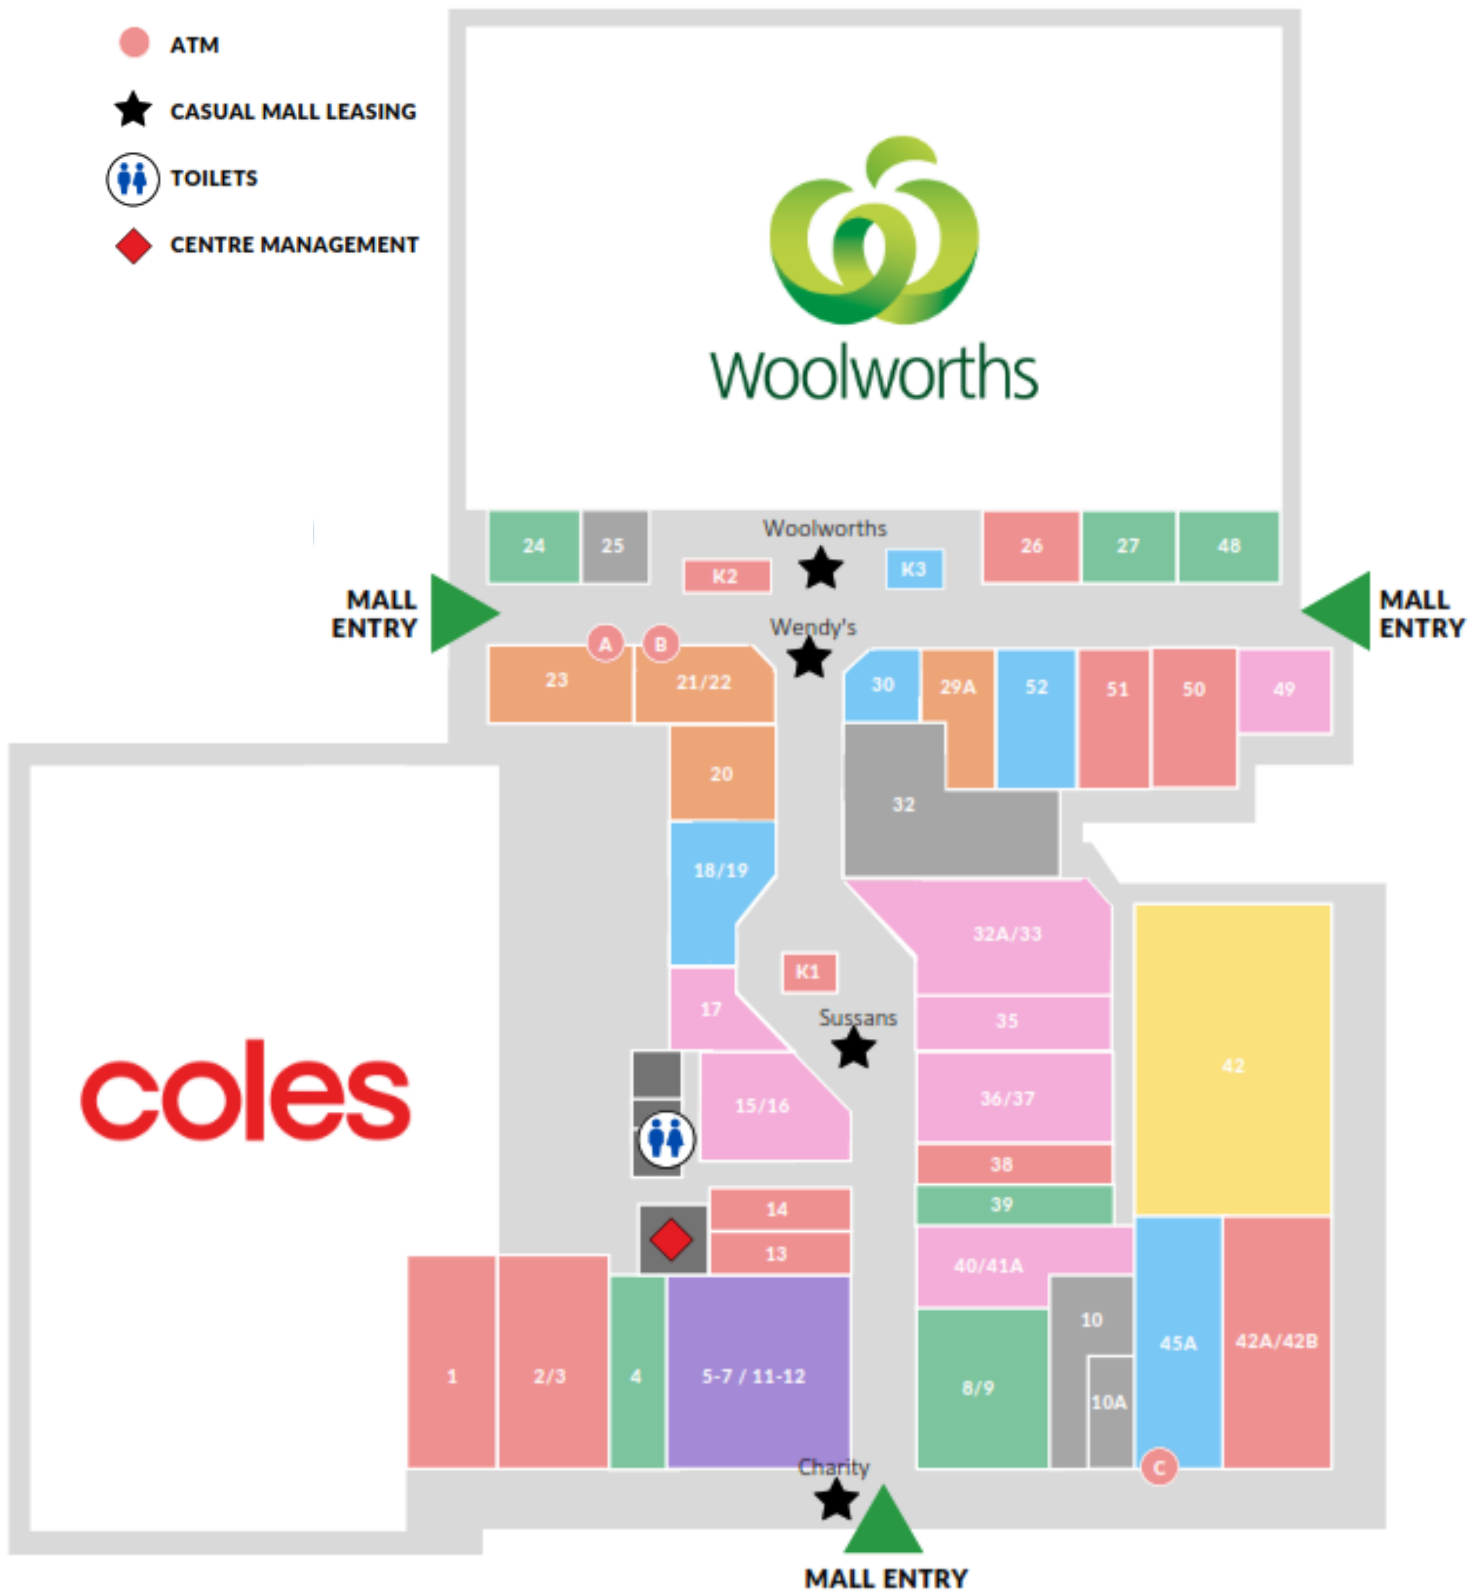 ATM
CASUAL MALL LEASING
TOILETS
CENTRE MANAGEMENT
Woolworths
Woolworths
24
25
K2
K3
26
27
48
MALL
ENTRY
MALL
ENTRY
Wendy's
A
B
23
21/22
30
29A
52
51
50
49
20
32
18/19
32A/33
K1
17
Sussans
35
coles
42
15/16
36/37
38
14
39
13
40/41A
10
1
2/3
4
5-7 / 11-12
8/9
10A
45A
42A/42B
Charity
C
MALL ENTRY